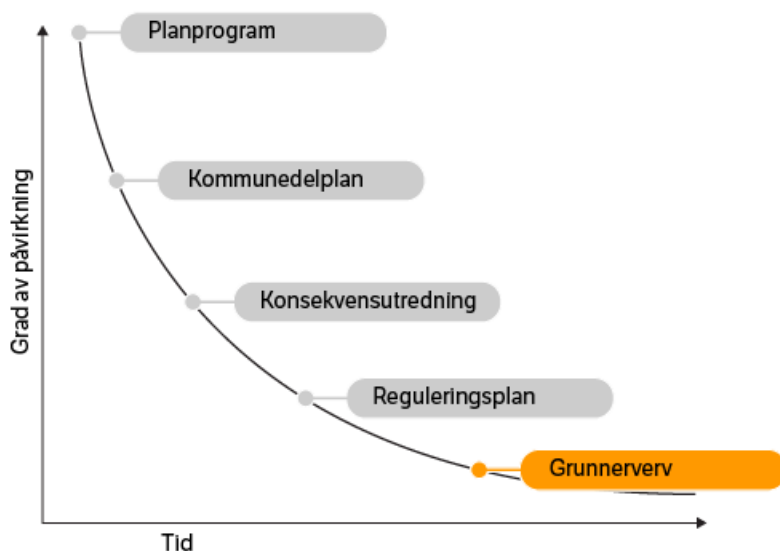 Planprogram
Kommunedelplan
Grad av påvirkning
Konsekvensutredning
Reguleringsplan
Grunnerverv
Tid